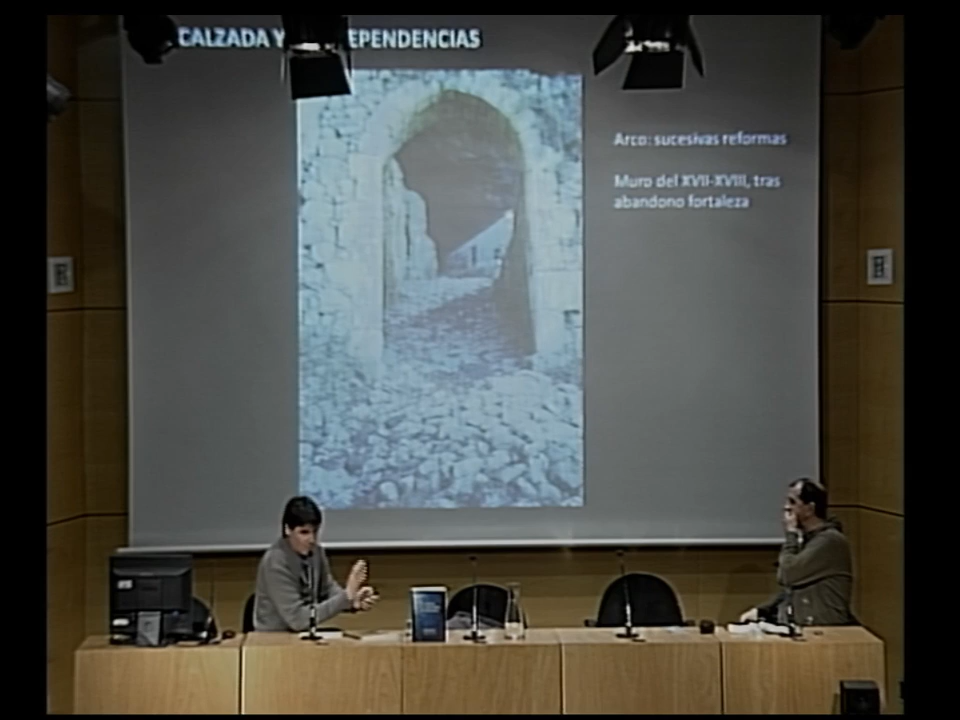 CALZADA Y EPENDENCIAS
Arco: sucesivas reformas
Muro del XVII-XVIII, tras
abandono fortaleza